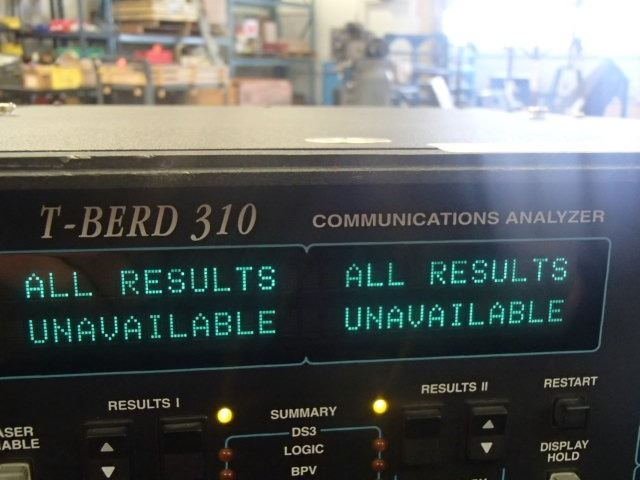 T-BERD 310 COMMUNICATIONS ANALYZER
ALL RESULTS
UNAVAILABLE
ALL RESULTS
UNAVAILABLE
RESULTS I
SUMMARY
RESULTS II
RESTART
DS3
LOGIC
BPV
DISPLAY
HOLD